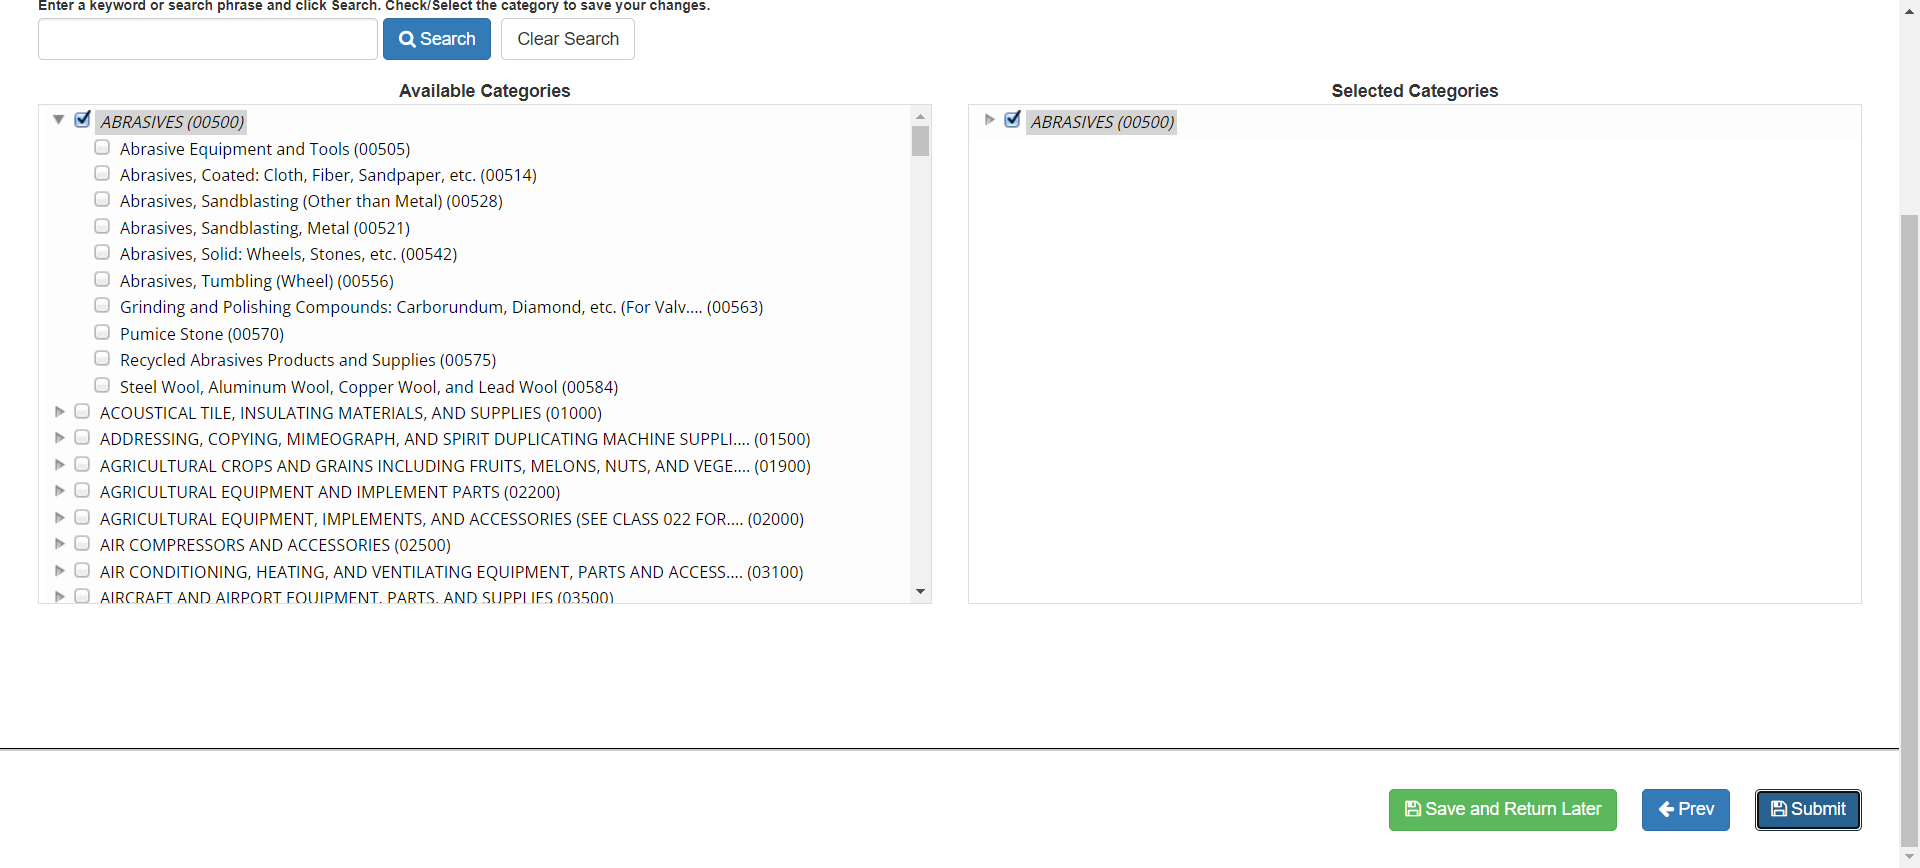 Enter a keyword or search phrase and click Search. Check/Select the category to save your changes.
Search
Clear Search
Available Categories
ABRASIVES (00500)
Abrasive Equipment and Tools (00505)
Abrasives, Coated: Cloth, Fiber, Sandpaper, etc. (00514)
Abrasives, Sandblasting (Other than Metal) (00528)
Abrasives, Sandblasting, Metal (00521)
Abrasives, Solid: Wheels, Stones, etc. (00542)
Abrasives, Tumbling (Wheel) (00556)
Grinding and Polishing Compounds: Carborundum, Diamond, etc. (For Valv.... (00563)
Pumice Stone (00570)
Recycled Abrasives Products and Supplies (00575)
Steel Wool, Aluminum Wool, Copper Wool, and Lead Wool (00584)
ACOUSTICAL TILE, INSULATING MATERIALS, AND SUPPLIES (01000)
ADDRESSING, COPYING, MIMEOGRAPH, AND SPIRIT DUPLICATING MACHINE SUPPLI.... (01500)
AGRICULTURAL CROPS AND GRAINS INCLUDING FRUITS, MELONS, NUTS, AND VEGE.... (01900)
AGRICULTURAL EQUIPMENT AND IMPLEMENT PARTS (02200)
AGRICULTURAL EQUIPMENT, IMPLEMENTS, AND ACCESSORIES (SEE CLASS 022 FOR.... (02000)
AIR COMPRESSORS AND ACCESSORIES (02500)
AIR CONDITIONING, HEATING, AND VENTILATING EQUIPMENT, PARTS AND ACCESS.... (03100)
AIRCRAFT AND AIRPORT EQUIPMENT, PARTS, AND SUPPLIES (03500)
Selected Categories
ABRASIVES (00500)
Save and Return Later
Prev
Submit